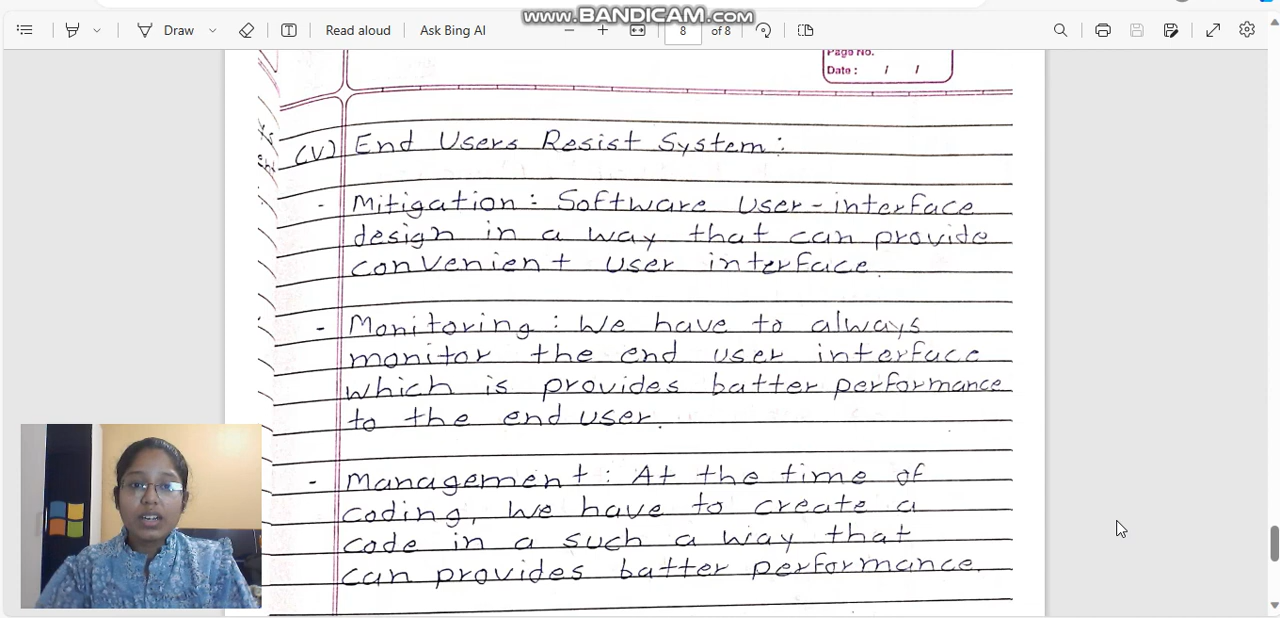 www.BANDICAM.com
Draw
Read aloud
Ask Bing AI
8 of 8
Page No.
Date : / /
(V) End Users Resist System :
- Mitigation : Software User-interface
design in a way that can provide
convenient user interface.
- Monitoring : We have to always
monitor the end user interface
which is provides batter performance
to the end user.
- Management : At the time of
coding, we have to create a
code in a such a way that
can provides batter performance.